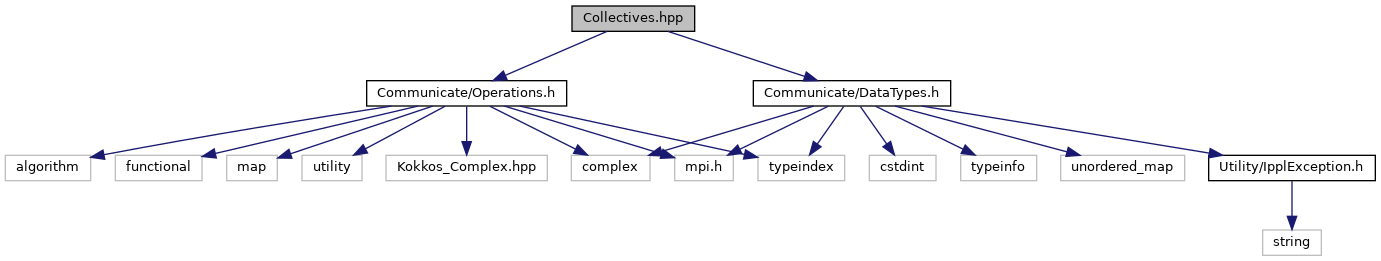 Collectives.hpp
Communicate/Operations.h
Communicate/DataTypes.h
algorithm
functional
map
utility
Kokkos_Complex.hpp
complex
mpi.h
typeindex
cstdint
typeinfo
unordered_map
Utility/IpplException.h
string